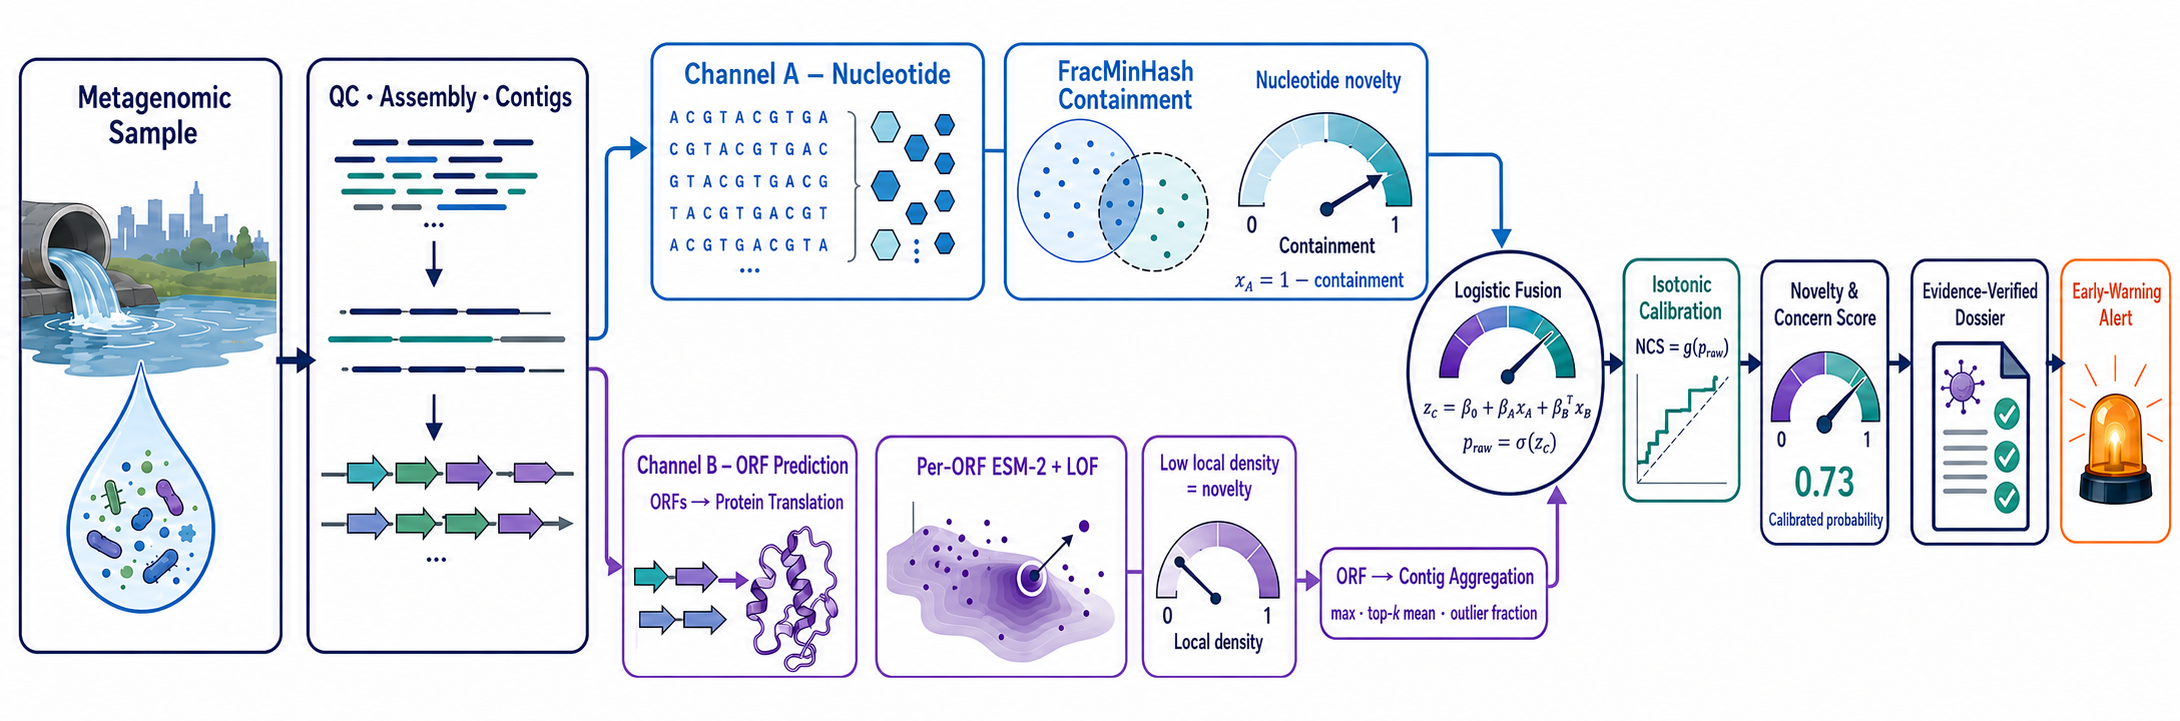 Metagenomic
Sample
QC · Assembly · Contigs
...
...
Channel A – Nucleotide
A C G T A C G T G A
C G T A C G T G A C
G T A C G T G A C G
T A C G T G A C G T
A C G T G A C G T A
...
FracMinHash
Containment
Nucleotide novelty
0 1
Containment
x_A = 1 − containment
Channel B – ORF Prediction
ORFs → Protein Translation
Per-ORF ESM-2 + LOF
Low local density
= novelty
0 1
Local density
ORF → Contig Aggregation
max · top-k mean · outlier fraction
Logistic Fusion
z_c = β_0 + β_A x_A + β_B^T x_B
p_raw = σ(z_c)
Isotonic
Calibration
NCS = g(p_raw)
Novelty &
Concern Score
0 1
0.73
Calibrated probability
Evidence-Verified
Dossier
Early-Warning
Alert